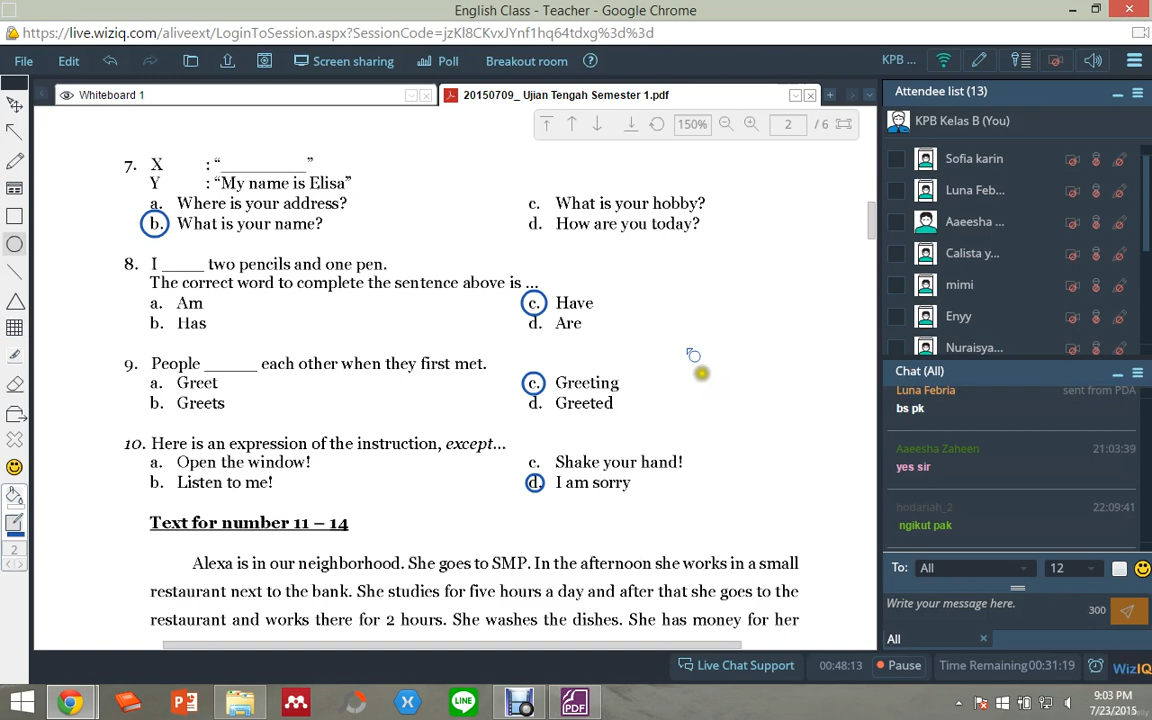 English Class - Teacher - Google Chrome
https://live.wiziq.com/aliveext/LoginToSession.aspx?SessionCode=jzKl8CKvxJYnf1hq64tdxg%3d%3d
File Edit Screen sharing Poll Breakout room ? KPB ...
Whiteboard 1
20150709_ Ujian Tengah Semester 1.pdf
Attendee list (13)
150% 2 / 6
KPB Kelas B (You)
Sofia karin
Luna Feb...
Aaeesha ...
Calista y...
mimi
Enyy
Nuraisya...
7. X : “__________”
Y : “My name is Elisa”
a. Where is your address?
c. What is your hobby?
b. What is your name?
d. How are you today?
8. I _____ two pencils and one pen.
The correct word to complete the sentence above is ...
a. Am
c. Have
b. Has
d. Are
9. People ______ each other when they first met.
a. Greet
c. Greeting
b. Greets
d. Greeted
10. Here is an expression of the instruction, except...
a. Open the window!
c. Shake your hand!
b. Listen to me!
d. I am sorry
Text for number 11 – 14
Alexa is in our neighborhood. She goes to SMP. In the afternoon she works in a small
restaurant next to the bank. She studies for five hours a day and after that she goes to the
restaurant and works there for 2 hours. She washes the dishes. She has money for her
Chat (All)
Luna Febria sent from PDA
bs pk
Aaeesha Zaheen 21:03:39
yes sir
hooariah_2 22:09:41
ngikut pak
To: All 12
Write your message here. 300
All
2
Live Chat Support 00:48:13 Pause Time Remaining 00:31:19 WizIQ
LINE
PDF
9:03 PM
7/23/2015